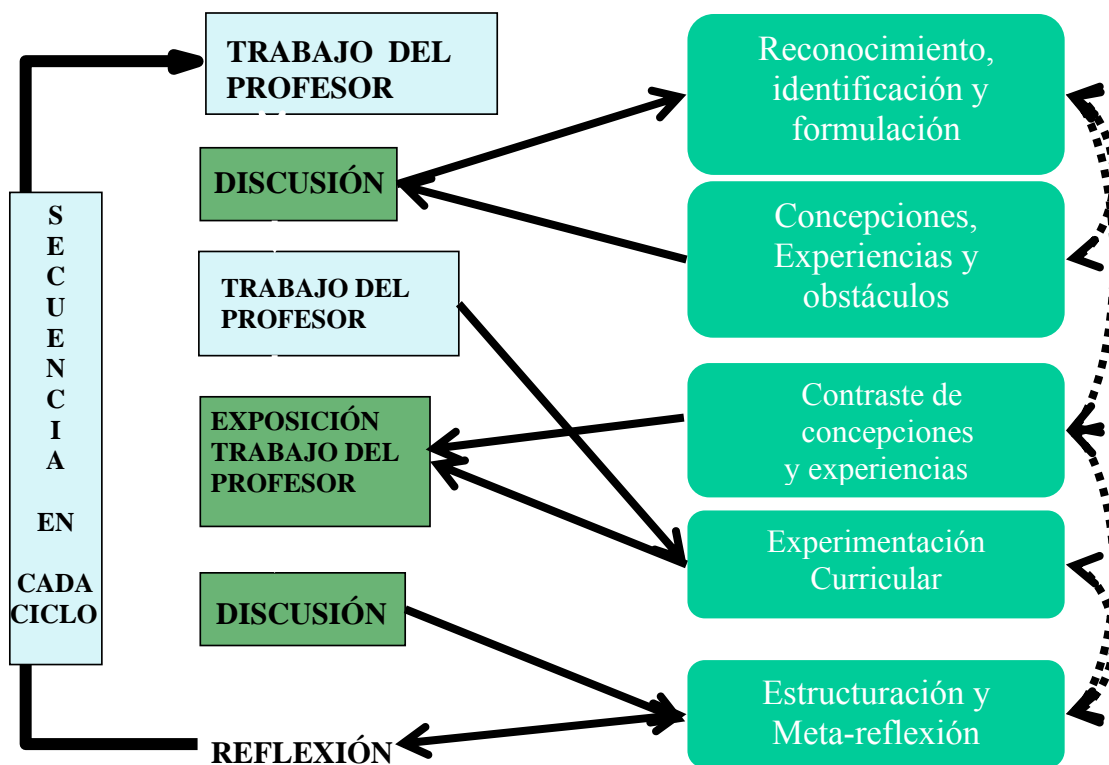 TRABAJO DEL
PROFESOR
DISCUSIÓN
TRABAJO DEL
PROFESOR
EXPOSICIÓN
TRABAJO DEL
PROFESOR
DISCUSIÓN
REFLEXIÓN
S
E
C
U
E
N
C
I
A
EN
CADA
CICLO
Reconocimiento,
identificación y
formulación
Concepciones,
Experiencias y
obstáculos
Contraste de
concepciones
y experiencias
Experimentación
Curricular
Estructuración y
Meta-reflexión